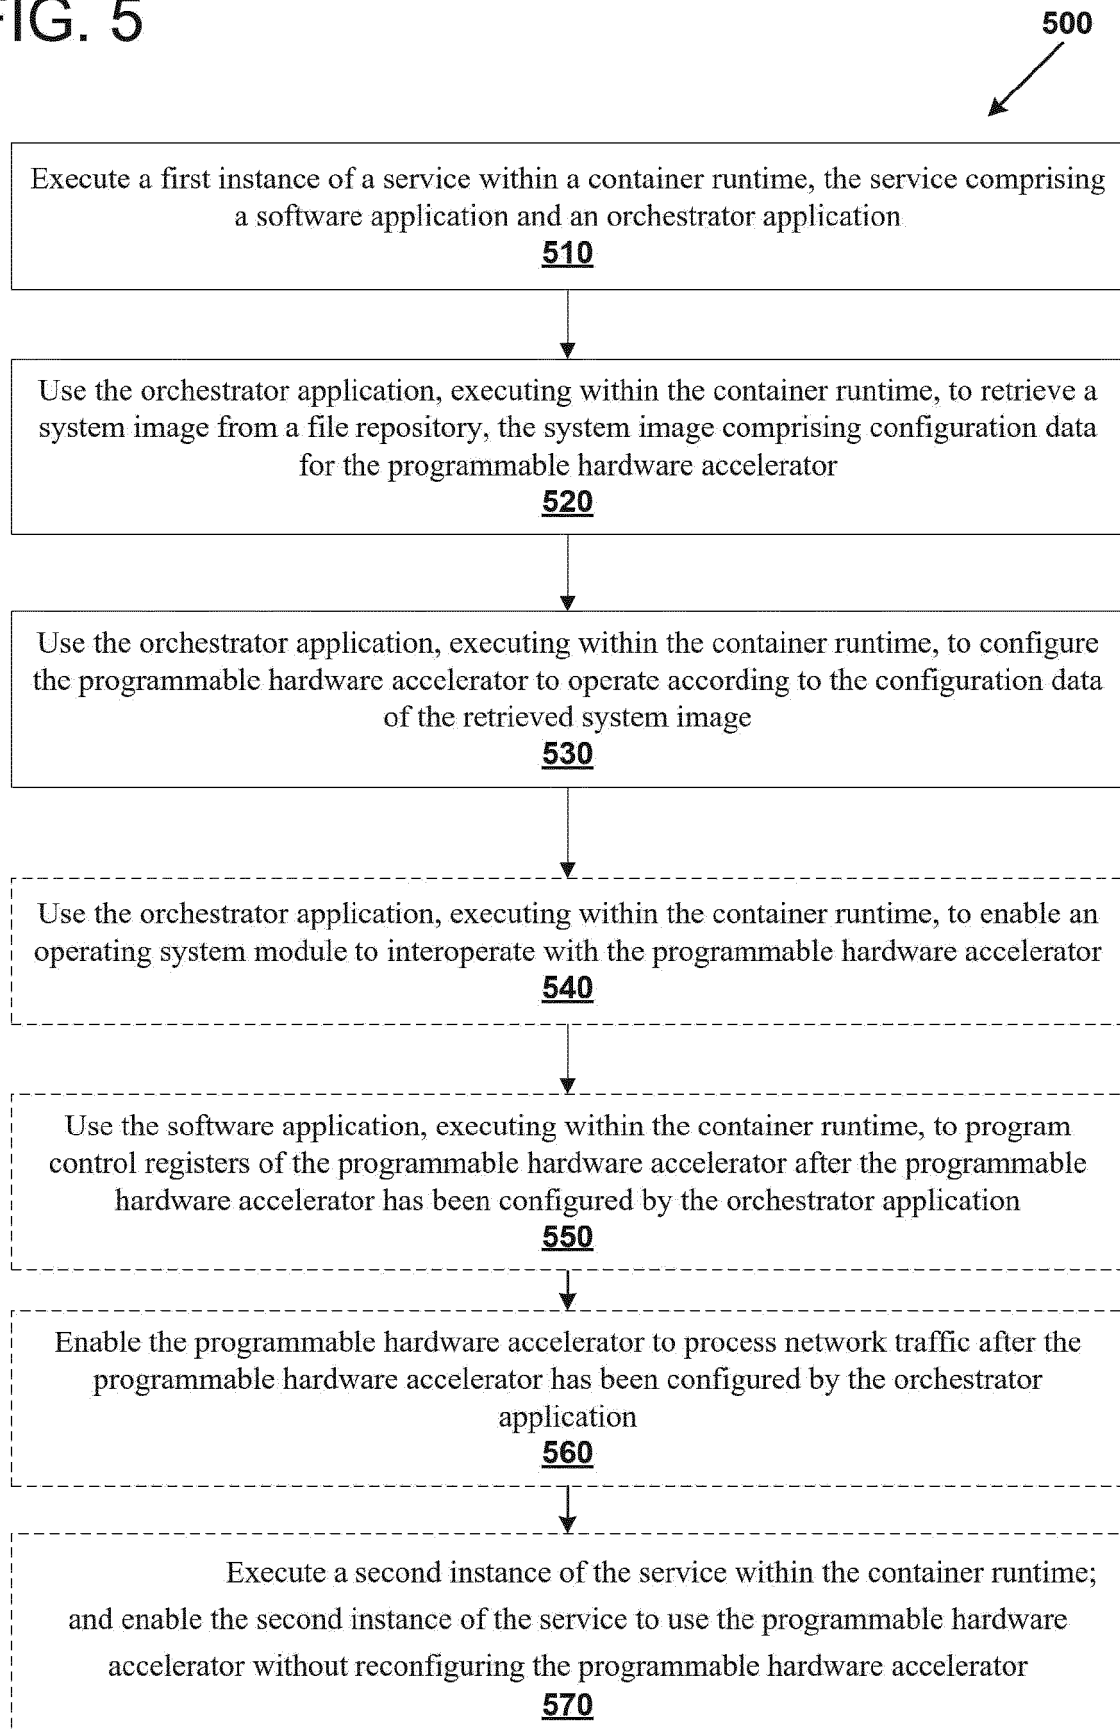 FIG. 5
500
Execute a first instance of a service within a container runtime, the service comprising
a software application and an orchestrator application
510
Use the orchestrator application, executing within the container runtime, to retrieve a
system image from a file repository, the system image comprising configuration data
for the programmable hardware accelerator
520
Use the orchestrator application, executing within the container runtime, to configure
the programmable hardware accelerator to operate according to the configuration data
of the retrieved system image
530
Use the orchestrator application, executing within the container runtime, to enable an
operating system module to interoperate with the programmable hardware accelerator
540
Use the software application, executing within the container runtime, to program
control registers of the programmable hardware accelerator after the programmable
hardware accelerator has been configured by the orchestrator application
550
Enable the programmable hardware accelerator to process network traffic after the
programmable hardware accelerator has been configured by the orchestrator
application
560
Execute a second instance of the service within the container runtime;
and enable the second instance of the service to use the programmable hardware
accelerator without reconfiguring the programmable hardware accelerator
570